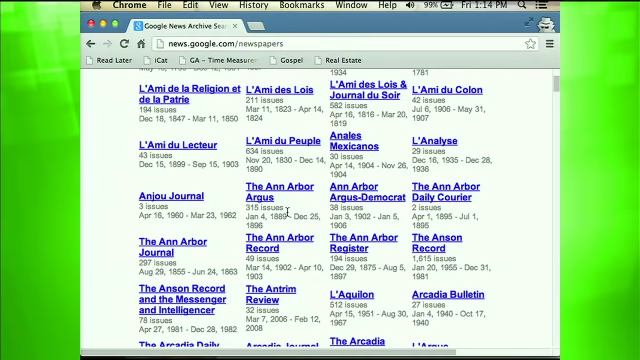 Chrome File Edit View History Bookmarks Window Help 99% Fri 1:14 PM
Google News Archive Sea
news.google.com/newspapers
Read Later iCat GA - Time Measurem Gospel Real Estate
1934 1781
L'Ami de la Religion et de la Patrie
194 issues
Dec 18, 1847 - Mar 11, 1850
L'Ami des Lois
211 issues
Mar 11, 1823 - Apr 14, 1824
L'Ami des Lois & Journal du Soir
582 issues
Apr 16, 1816 - Mar 20, 1819
L'Ami du Colon
42 issues
Jul 6, 1906 - May 31, 1907
L'Ami du Lecteur
43 issues
Dec 15, 1899 - Sep 15, 1903
L'Ami du Peuple
634 issues
Nov 20, 1830 - Dec 14, 1890
Anales Mexicanos
30 issues
Apr 14, 1904 - Nov 26, 1904
L'Analyse
29 issues
Dec 16, 1935 - Dec 28, 1936
Anjou Journal
3 issues
Apr 16, 1960 - Mar 23, 1962
The Ann Arbor Argus
315 issues
Jan 4, 1889 - Dec 25, 1896
Ann Arbor Argus-Democrat
38 issues
Jan 3, 1902 - Jan 5, 1906
The Ann Arbor Daily Courier
2 issues
Apr 1, 1895 - Jul 1, 1895
The Ann Arbor Journal
297 issues
Aug 29, 1855 - Jun 24, 1863
The Ann Arbor Record
49 issues
Mar 14, 1902 - Apr 10, 1903
The Ann Arbor Register
194 issues
Dec 29, 1875 - Aug 5, 1897
The Anson Record
1,615 issues
Jan 20, 1955 - Dec 31, 1981
The Anson Record and the Messenger and Intelligencer
78 issues
Apr 27, 1981 - Dec 28, 1982
The Antrim Review
32 issues
Mar 7, 2006 - Feb 12, 2008
L'Aquilon
512 issues
Apr 15, 1951 - Aug 30, 1967
Arcadia Bulletin
27 issues
Jan 4, 1940 - Oct 17, 1940
The Arcadia Daily
Arcadia Journal
The Arcadia
L'Argus